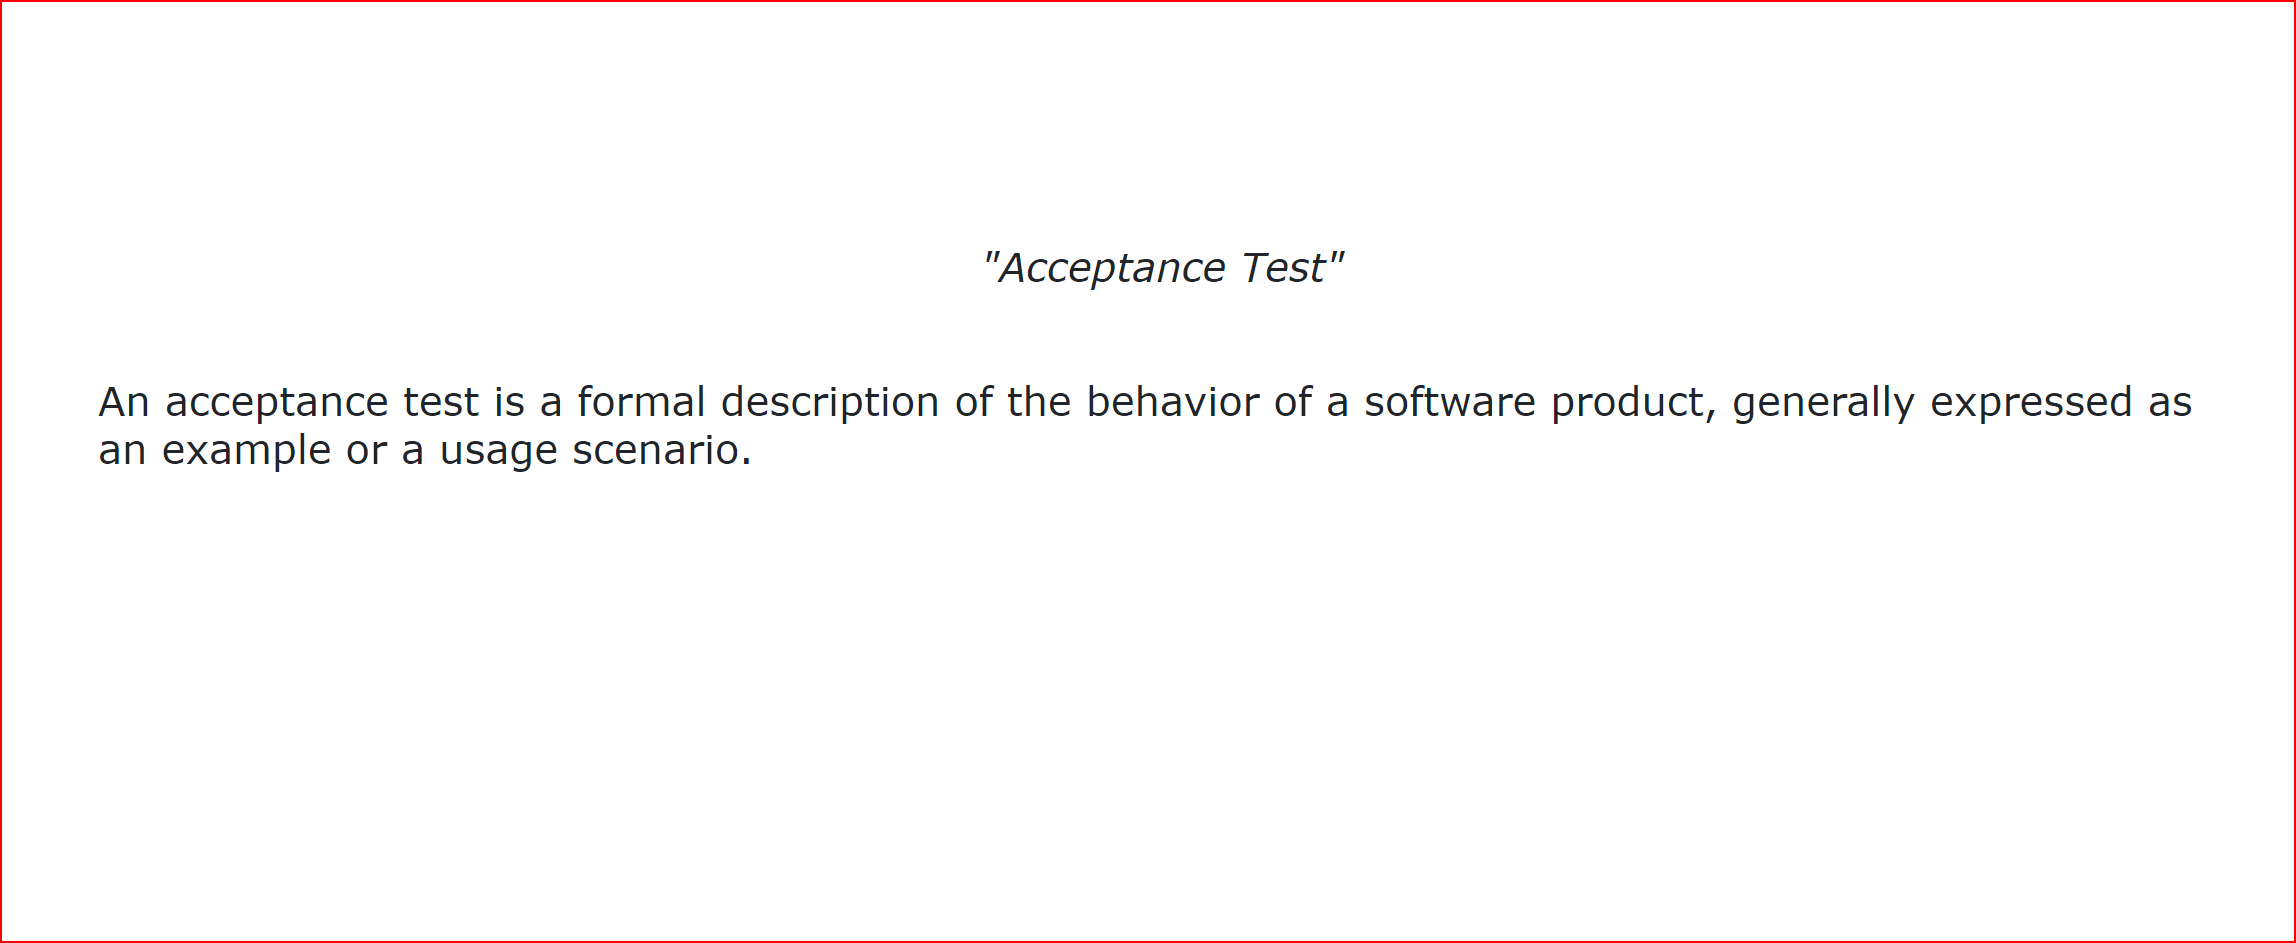 "Acceptance Test"
An acceptance test is a formal description of the behavior of a software product, generally expressed as
an example or a usage scenario.